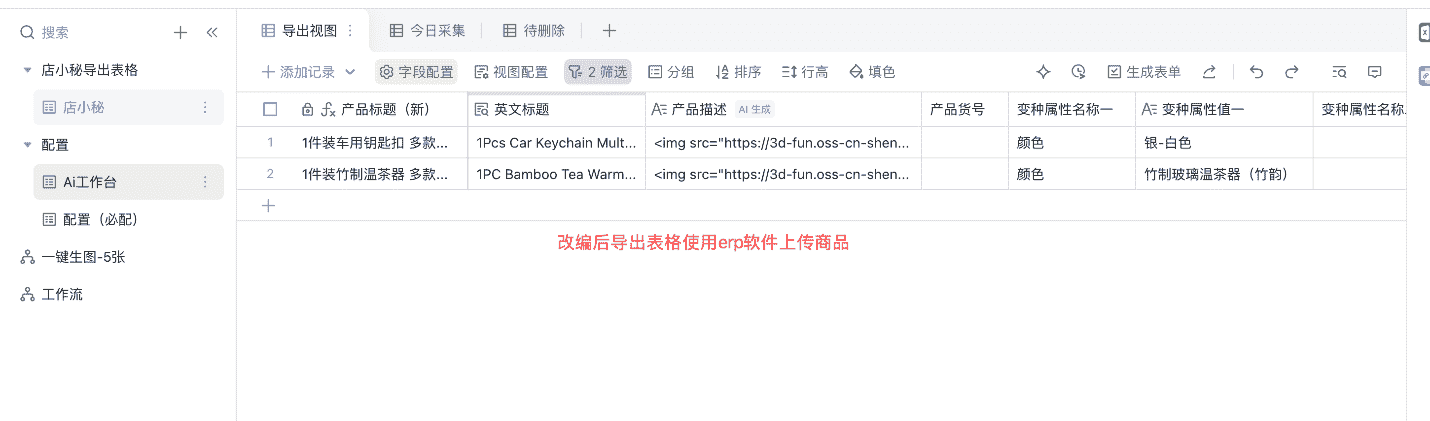 搜索
店小秘导出表格
店小秘
配置
Ai工作台
配置（必配）
一键生图-5张
工作流
导出视图 今日采集 待删除
添加记录 字段配置 视图配置 2 筛选 分组 排序 行高 填色 生成表单
产品标题（新） 英文标题 产品描述 AI 生成 产品货号 变种属性名称一 变种属性值一 变种属性名称
1 1件装车用钥匙扣 多款... 1Pcs Car Keychain Mult... <img src="https://3d-fun.oss-cn-shen... 颜色 银-白色
2 1件装竹制温茶器 多款... 1PC Bamboo Tea Warm... <img src="https://3d-fun.oss-cn-shen... 颜色 竹制玻璃温茶器（竹韵）
改编后导出表格使用erp软件上传商品